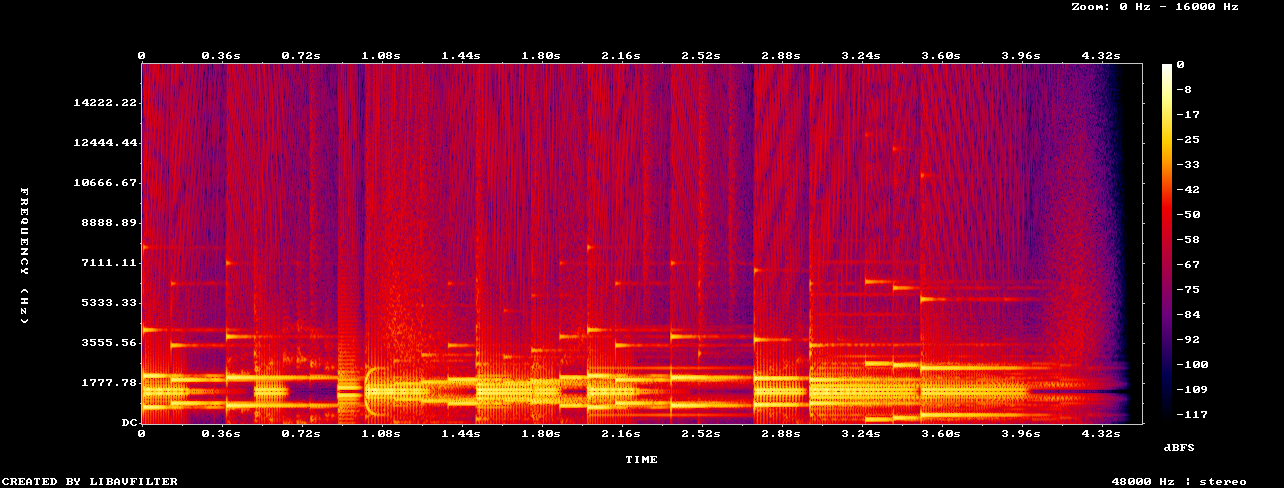 Zoom: 0 Hz - 16000 Hz
0 0.36s 0.72s 1.08s 1.44s 1.80s 2.16s 2.52s 2.88s 3.24s 3.60s 3.96s 4.32s
14222.22
12444.44
10666.67
8888.89
7111.11
5333.33
3555.56
1777.78
DC
FREQUENCY (Hz)
0
-8
-17
-25
-33
-42
-50
-58
-67
-75
-84
-92
-100
-109
-117
0 0.36s 0.72s 1.08s 1.44s 1.80s 2.16s 2.52s 2.88s 3.24s 3.60s 3.96s 4.32s
dBFS
TIME
CREATED BY LIBAVFILTER
48000 Hz | stereo